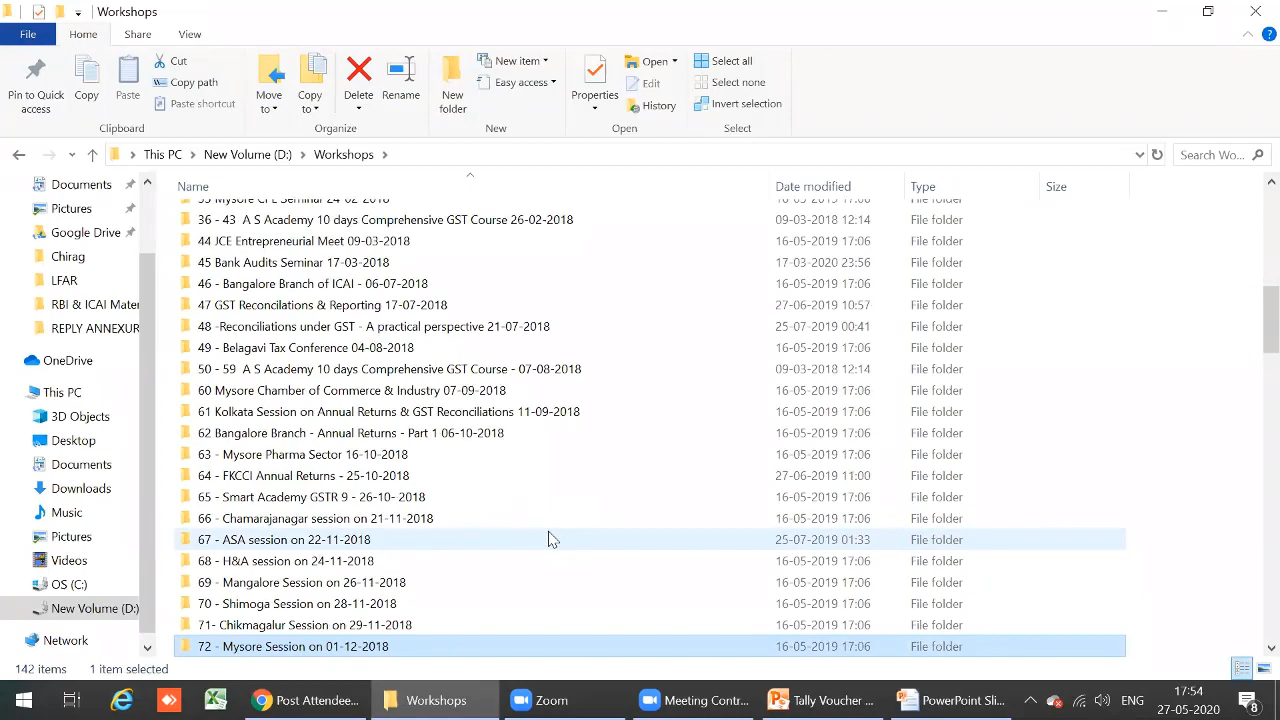 Workshops
File Home Share View
Pin to Quick access
Copy
Paste
Cut
Copy path
Paste shortcut
Clipboard
Move to
Copy to
Delete
Rename
Organize
New folder
New item
Easy access
New
Properties
Open
Edit
History
Open
Select all
Select none
Invert selection
Select
This PC > New Volume (D:) > Workshops >
Search Wo...
Name Date modified Type Size
Documents
Pictures
Google Drive
Chirag
LFAR
RBI & ICAI Mater
REPLY ANNEXUR
OneDrive
This PC
3D Objects
Desktop
Documents
Downloads
Music
Pictures
Videos
OS (C:)
New Volume (D:)
Network
35 Mysore CPE Seminar 24-02-2018 16-05-2019 17:06 File folder
36 - 43 A S Academy 10 days Comprehensive GST Course 26-02-2018 09-03-2018 12:14 File folder
44 JCE Entrepreneurial Meet 09-03-2018 16-05-2019 17:06 File folder
45 Bank Audits Seminar 17-03-2018 17-03-2020 23:56 File folder
46 - Bangalore Branch of ICAI - 06-07-2018 16-05-2019 17:06 File folder
47 GST Reconcilations & Reporting 17-07-2018 27-06-2019 10:57 File folder
48 -Reconciliations under GST - A practical perspective 21-07-2018 25-07-2019 00:41 File folder
49 - Belagavi Tax Conference 04-08-2018 16-05-2019 17:06 File folder
50 - 59 A S Academy 10 days Comprehensive GST Course - 07-08-2018 09-03-2018 12:14 File folder
60 Mysore Chamber of Commerce & Industry 07-09-2018 16-05-2019 17:06 File folder
61 Kolkata Session on Annual Returns & GST Reconciliations 11-09-2018 16-05-2019 17:06 File folder
62 Bangalore Branch - Annual Returns - Part 1 06-10-2018 16-05-2019 17:06 File folder
63 - Mysore Pharma Sector 16-10-2018 16-05-2019 17:06 File folder
64 - FKCCI Annual Returns - 25-10-2018 27-06-2019 11:00 File folder
65 - Smart Academy GSTR 9 - 26-10- 2018 16-05-2019 17:06 File folder
66 - Chamarajanagar session on 21-11-2018 16-05-2019 17:06 File folder
67 - ASA session on 22-11-2018 25-07-2019 01:33 File folder
68 - H&A session on 24-11-2018 16-05-2019 17:06 File folder
69 - Mangalore Session on 26-11-2018 16-05-2019 17:06 File folder
70 - Shimoga Session on 28-11-2018 16-05-2019 17:06 File folder
71- Chikmagalur Session on 29-11-2018 16-05-2019 17:06 File folder
72 - Mysore Session on 01-12-2018 16-05-2019 17:06 File folder
142 items 1 item selected
Post Attendee... Workshops Zoom Meeting Contr... Tally Voucher ... PowerPoint Sli... ENG 17:54
27-05-2020
8